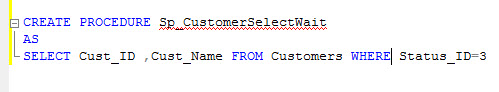 CREATE PROCEDURE Sp_CustomerSelectWait
AS
SELECT Cust_ID ,Cust_Name FROM Customers WHERE Status_ID=3